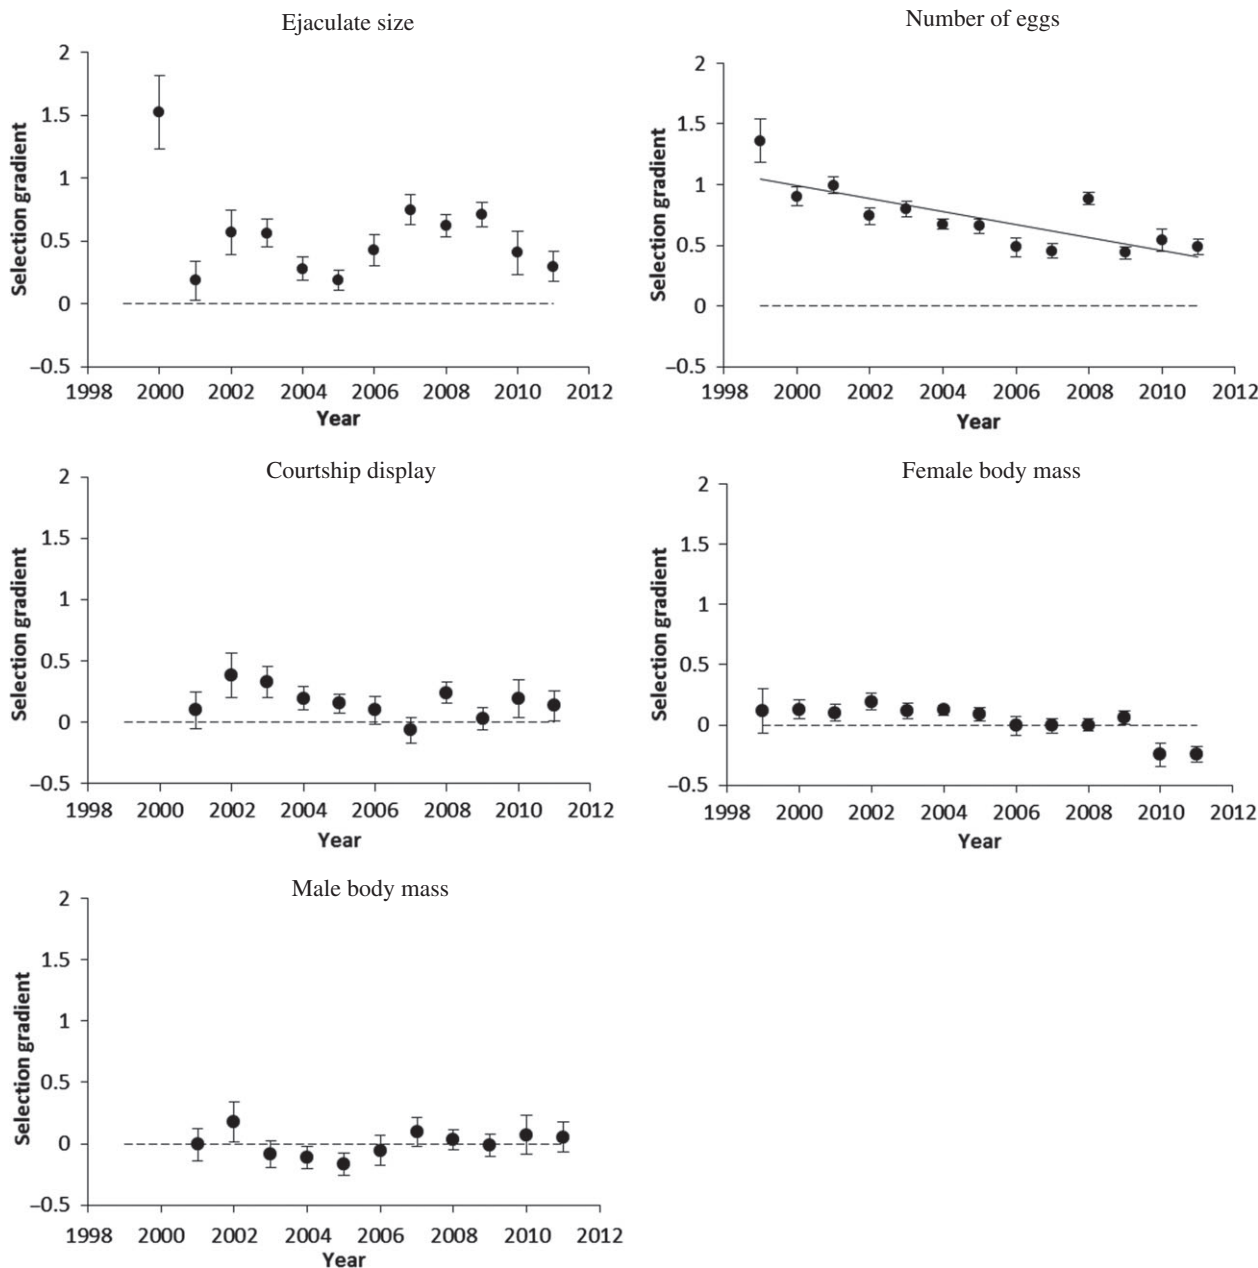 Ejaculate size
2
1.5
1
0.5
0
–0.5
Selection gradient
1998 2000 2002 2004 2006 2008 2010 2012
Year
Number of eggs
2
1.5
1
0.5
0
–0.5
Selection gradient
1998 2000 2002 2004 2006 2008 2010 2012
Year
Courtship display
2
1.5
1
0.5
0
–0.5
Selection gradient
1998 2000 2002 2004 2006 2008 2010 2012
Year
Female body mass
2
1.5
1
0.5
0
–0.5
Selection gradient
1998 2000 2002 2004 2006 2008 2010 2012
Year
Male body mass
2
1.5
1
0.5
0
–0.5
Selection gradient
1998 2000 2002 2004 2006 2008 2010 2012
Year